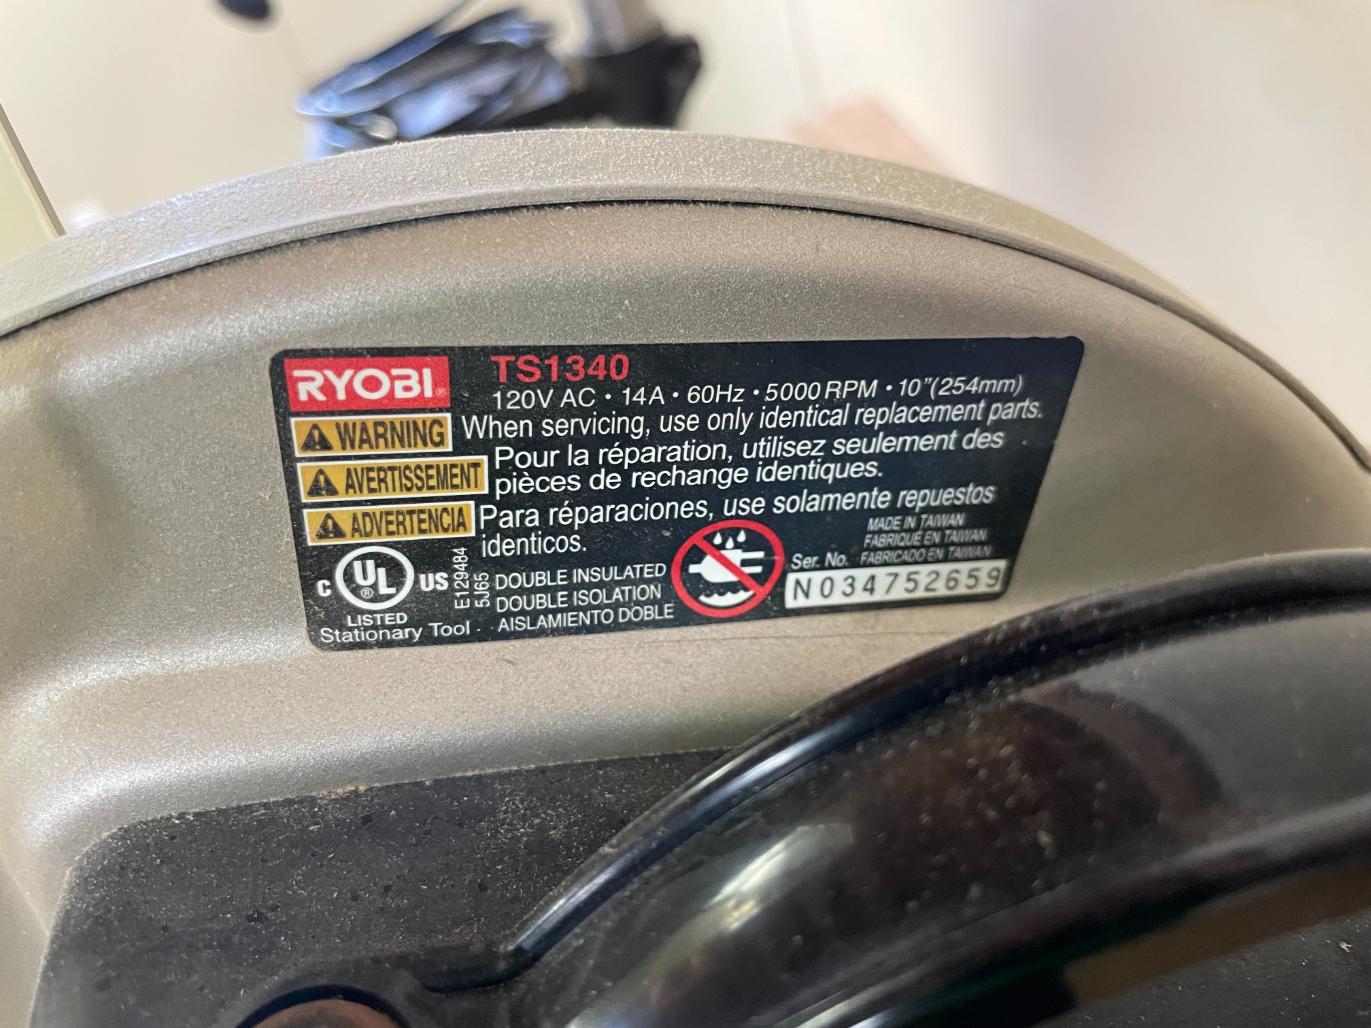 RYOBI®
TS1340
120V AC • 14A • 60Hz • 5000 RPM • 10"(254mm)
WARNING When servicing, use only identical replacement parts.
AVERTISSEMENT Pour la réparation, utilisez seulement des
pièces de rechange identiques.
ADVERTENCIA Para réparaciones, use solamente repuestos
identicos.
C UL® US
LISTED
Stationary Tool
E129484
5J65
DOUBLE INSULATED
DOUBLE ISOLATION
AISLAMIENTO DOBLE
MADE IN TAIWAN
FABRIQUÉ EN TAIWAN
Ser. No. FABRICADO EN TAIWAN
N034752659